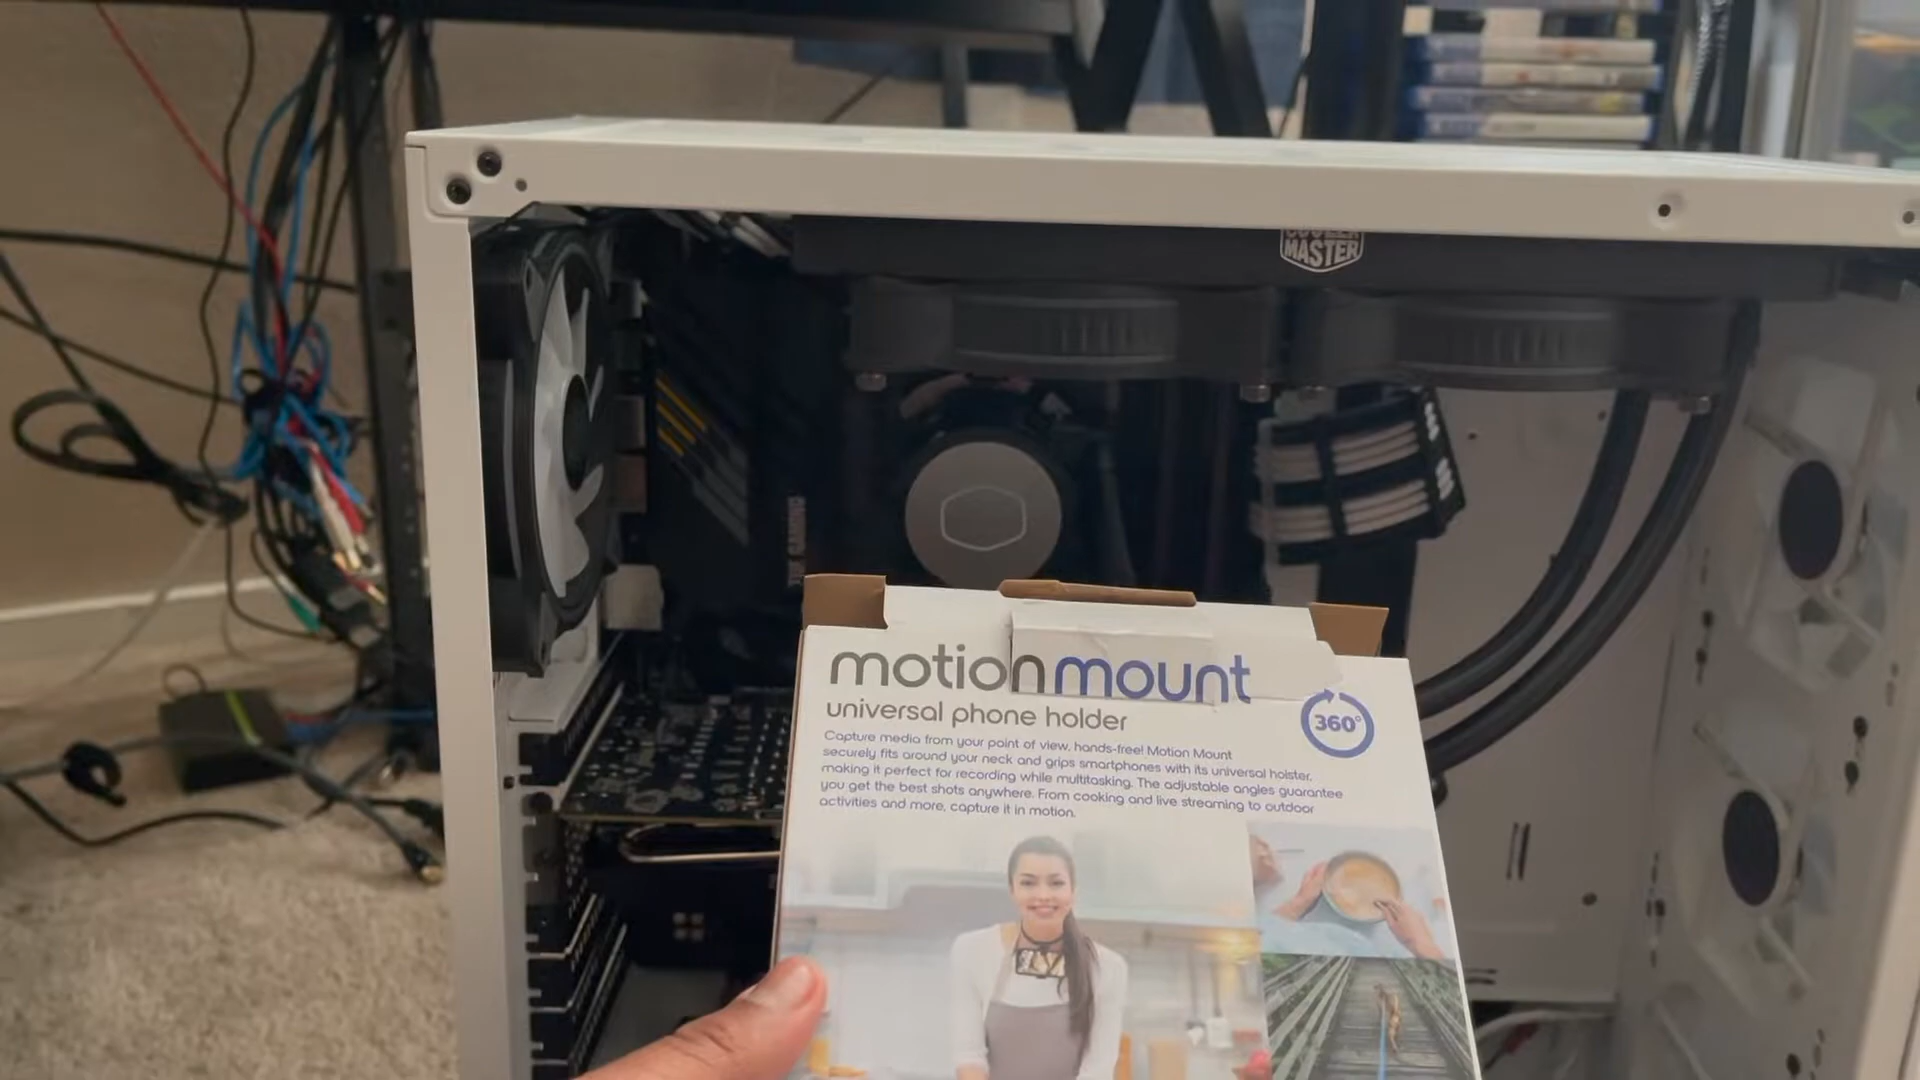 COOLER
MASTER
TUF GAMING
motionmount
universal phone holder
360°
Capture media from your point of view, hands-free! Motion Mount
securely fits around your neck and grips smartphones with its universal holster,
making it perfect for recording while multitasking. The adjustable angles guarantee
you get the best shots anywhere. From cooking and live streaming to outdoor
activities and more, capture it in motion.